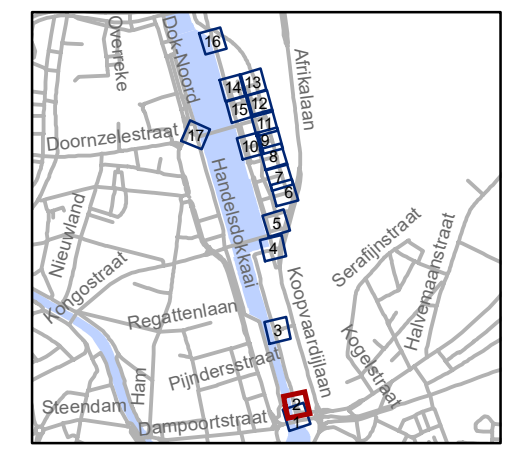 Overreke
Dok-Noord
16
Afrikalaan
14
13
15
12
11
Doornzelestraat
17
10
9
8
Handelsdokkaai
7
6
Nieuwland
5
4
Serafijnstraat
Kongostraat
Koopvaardijlaan
Halvemaanstraat
Regattenlaan
3
Kogelstraat
Pijndersstraat
Ham
Steendam
2
Dampoortstraat
1